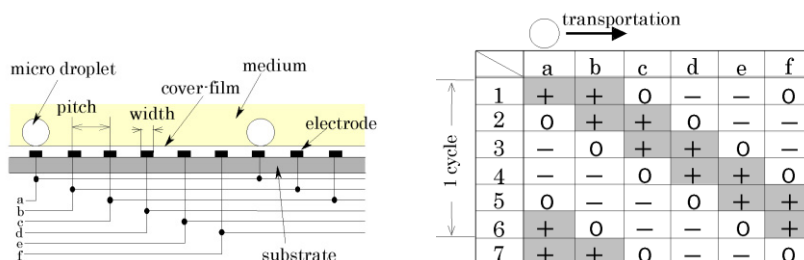 micro droplet
pitch
cover-film
width
medium
electrode
a
b
c
d
e
f
substrate
transportation
a b c d e f
1 + + o − − o
2 o + + o − −
3 − o + + o −
4 − − o + + o
5 o − − o + +
6 + o − − o +
7 + + o − − o
1 cycle